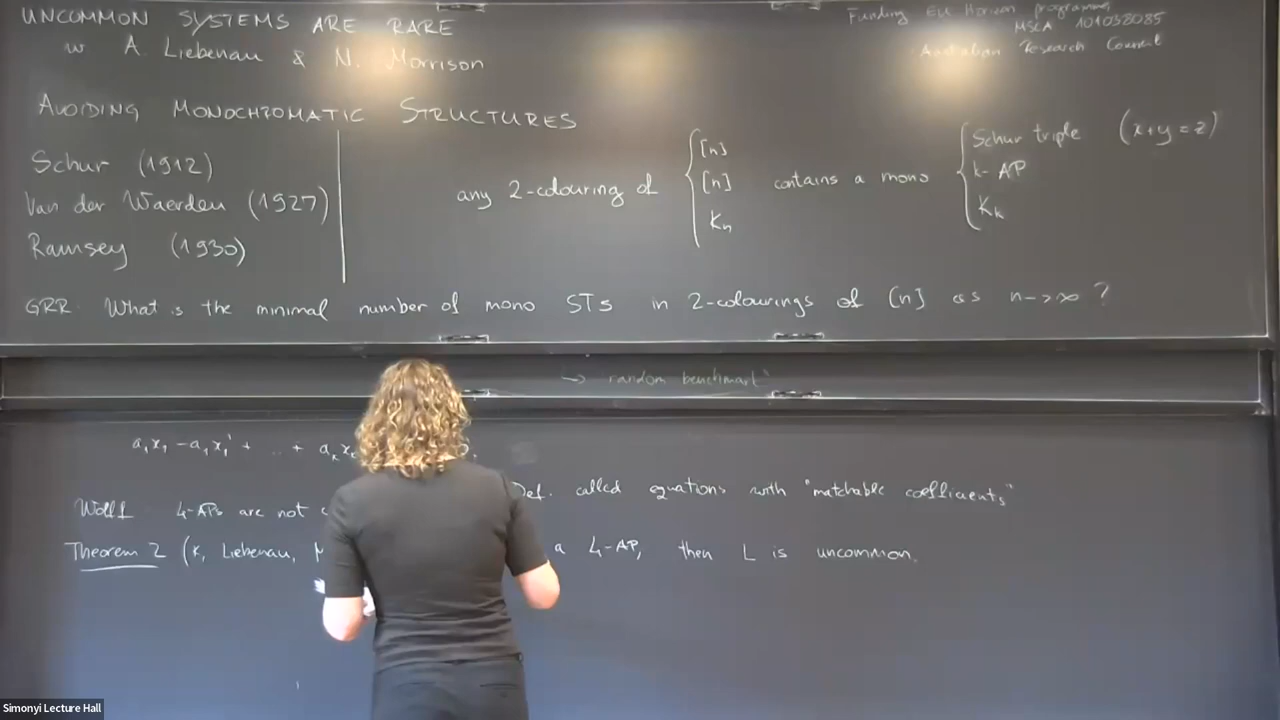 UNCOMMON SYSTEMS ARE RARE
w A. Liebenau & N. Morrison
Funding EU Horizon programme
MSCA 101038085
Australian Research Council
AVOIDING MONOCHROMATIC STRUCTURES
Schur (1912)
Van der Waerden (1927)
Ramsey (1930)
any 2-colouring of { [n] [n] Kn contains a mono { Schur triple (x+y=z) k-AP Kk
GRR. What is the minimal number of mono STs in 2-colourings of [n] as n->∞ ?
-> random benchmark"
a₁x₁ - a₁x₁' + ... + aₖxₖ
Wolf. 4-APs are not
Def. called equations with "matchable coefficients"
Theorem 2 (K, Liebenau, a 4-AP, then L is uncommon.
Simonyi Lecture Hall